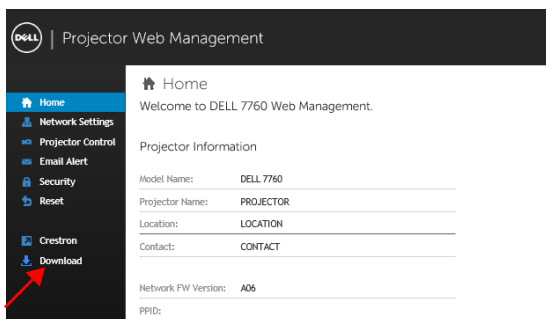 DELL | Projector Web Management
Home
Network Settings
Projector Control
Email Alert
Security
Reset
Crestron
Download
Home
Welcome to DELL 7760 Web Management.
Projector Information
Model Name: DELL 7760
Projector Name: PROJECTOR
Location: LOCATION
Contact: CONTACT
Network FW Version: A06
PPID: